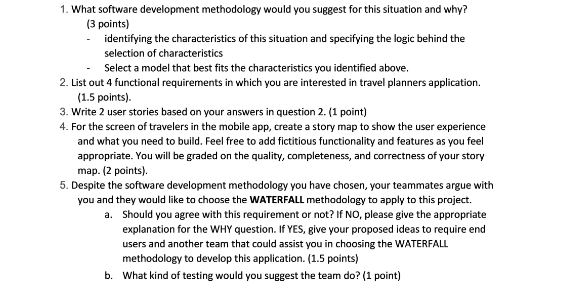 1. What software development methodology would you suggest for this situation and why?
(3 points)
- identifying the characteristics of this situation and specifying the logic behind the
selection of characteristics
- Select a model that best fits the characteristics you identified above.
2. List out 4 functional requirements in which you are interested in travel planners application.
(1.5 points).
3. Write 2 user stories based on your answers in question 2. (1 point)
4. For the screen of travelers in the mobile app, create a story map to show the user experience
and what you need to build. Feel free to add fictitious functionality and features as you feel
appropriate. You will be graded on the quality, completeness, and correctness of your story
map. (2 points).
5. Despite the software development methodology you have chosen, your teammates argue with
you and they would like to choose the WATERFALL methodology to apply to this project.
a. Should you agree with this requirement or not? If NO, please give the appropriate
explanation for the WHY question. If YES, give your proposed ideas to require end
users and another team that could assist you in choosing the WATERFALL
methodology to develop this application. (1.5 points)
b. What kind of testing would you suggest the team do? (1 point)